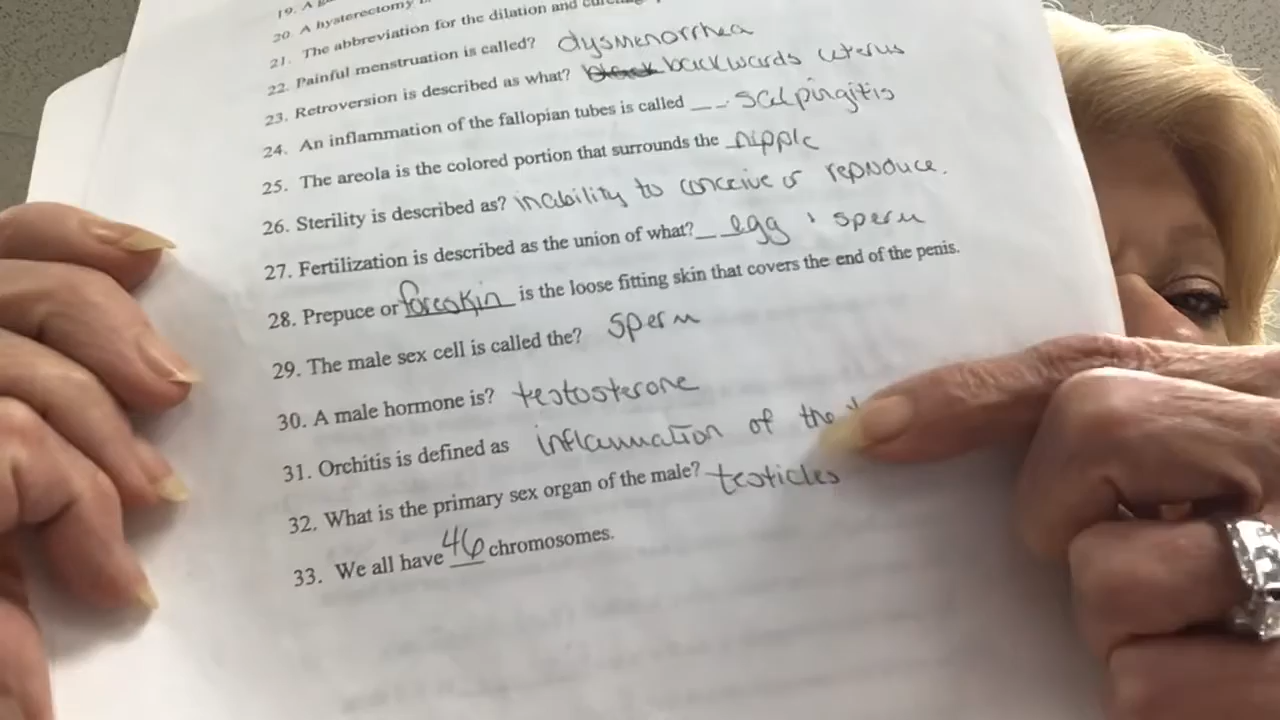 19. A
20. A hysterectomy
21. The abbreviation for the dilation and
22. Painful menstruation is called? dysmenorrhea
23. Retroversion is described as what? backwards uterus
24. An inflammation of the fallopian tubes is called __. salpingitis
25. The areola is the colored portion that surrounds the _nipple
26. Sterility is described as? inability to conceive or reproduce.
27. Fertilization is described as the union of what?__egg & sperm
28. Prepuce or foreskin is the loose fitting skin that covers the end of the penis.
29. The male sex cell is called the? sperm
30. A male hormone is? testosterone
31. Orchitis is defined as inflammation of the
32. What is the primary sex organ of the male? testicles
33. We all have 46 chromosomes.